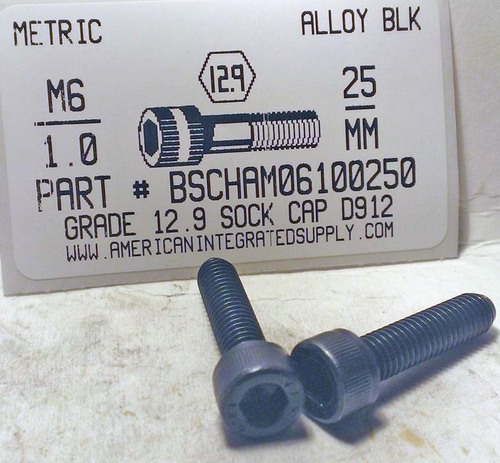 METRIC
ALLOY BLK
M6
1.0
12.9
25
MM
PART # BSCHAM06100250
GRADE 12.9 SOCK CAP D912
WWW.AMERICANINTEGRATEDSUPPLY.COM